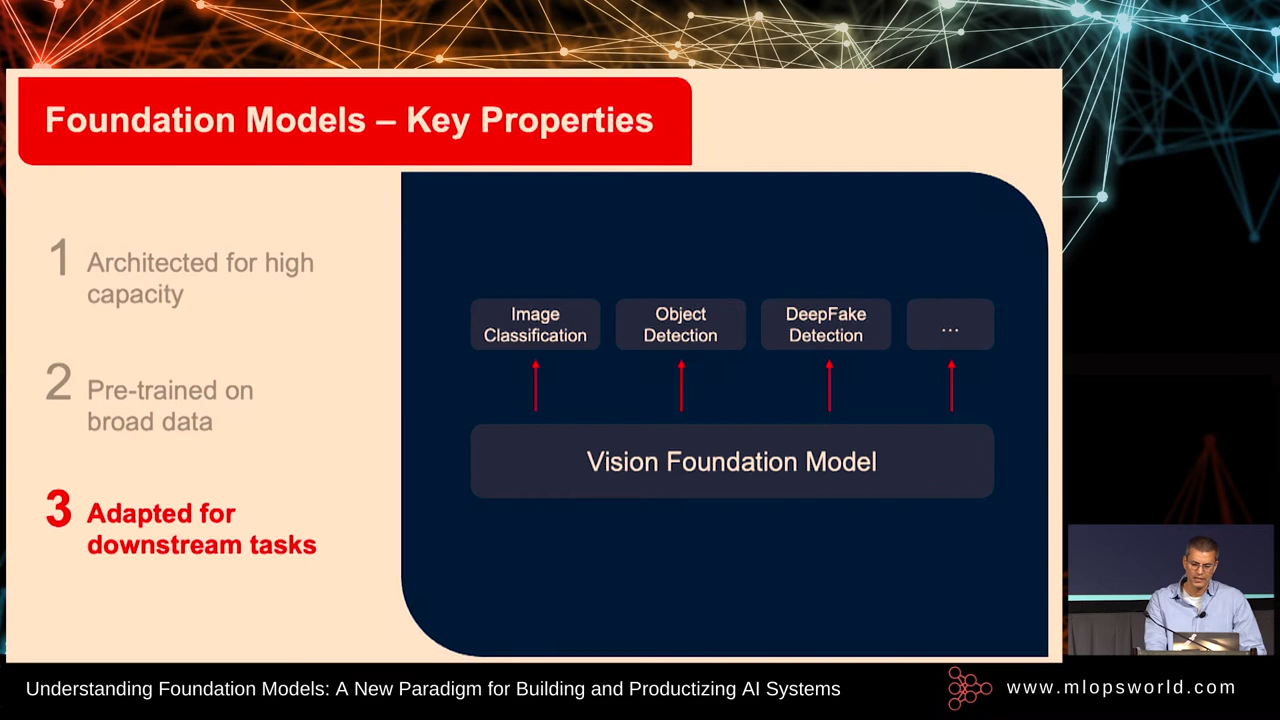 Foundation Models – Key Properties
1 Architected for high
capacity
2 Pre-trained on
broad data
3 Adapted for
downstream tasks
Image
Classification
Object
Detection
DeepFake
Detection
...
Vision Foundation Model
Understanding Foundation Models: A New Paradigm for Building and Productizing AI Systems
www.mlopsworld.com